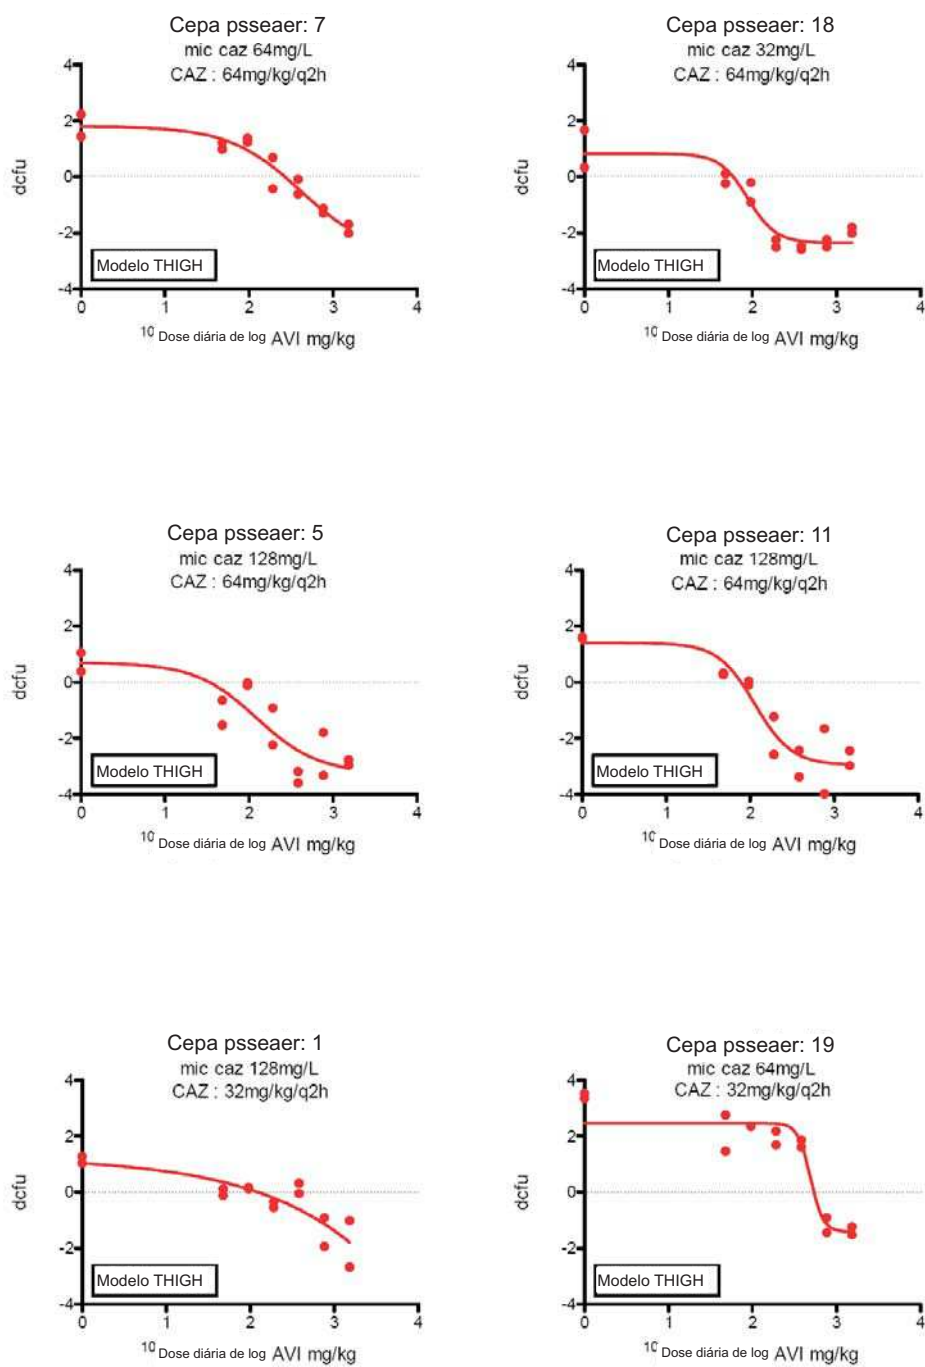 Cepa psseaer: 7
mic caz 64mg/L
CAZ : 64mg/kg/q2h
4
2
0
-2
-4
dcfu
Modelo THIGH
0 1 2 3 4
10 Dose diária de log AVI mg/kg
Cepa psseaer: 18
mic caz 32mg/L
CAZ : 64mg/kg/q2h
4
2
0
-2
-4
dcfu
Modelo THIGH
0 1 2 3 4
10 Dose diária de log AVI mg/kg
Cepa psseaer: 5
mic caz 128mg/L
CAZ : 64mg/kg/q2h
4
2
0
-2
-4
dcfu
Modelo THIGH
0 1 2 3 4
10 Dose diária de log AVI mg/kg
Cepa psseaer: 11
mic caz 128mg/L
CAZ : 64mg/kg/q2h
4
2
0
-2
-4
dcfu
Modelo THIGH
0 1 2 3 4
10 Dose diária de log AVI mg/kg
Cepa psseaer: 1
mic caz 128mg/L
CAZ : 32mg/kg/q2h
4
2
0
-2
-4
dcfu
Modelo THIGH
0 1 2 3 4
10 Dose diária de log AVI mg/kg
Cepa psseaer: 19
mic caz 64mg/L
CAZ : 32mg/kg/q2h
4
2
0
-2
-4
dcfu
Modelo THIGH
0 1 2 3 4
10 Dose diária de log AVI mg/kg